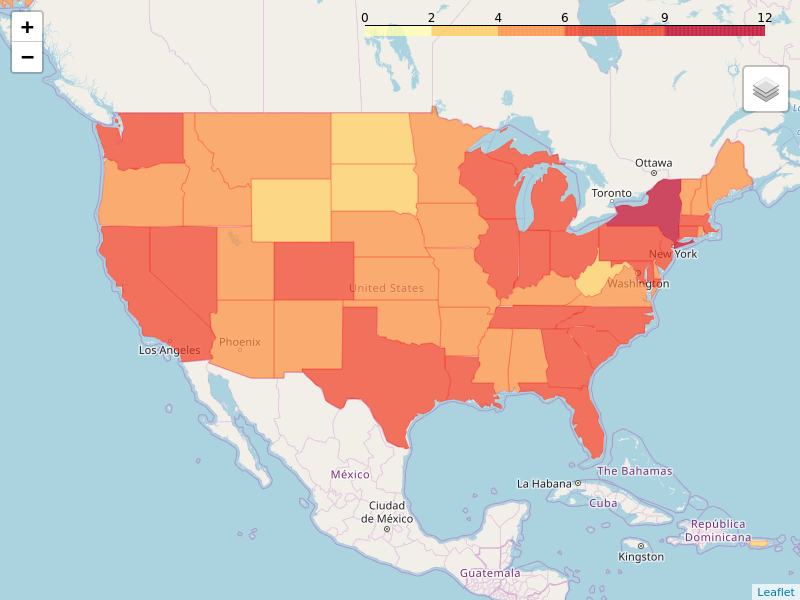 +
−
0 2 4 6 9 12
Ottawa
Toronto
New York
Washington
United States
Phoenix
Los Angeles
The Bahamas
La Habana
Cuba
México
Ciudad
de México
República
Dominicana
Kingston
Guatemala
Leaflet